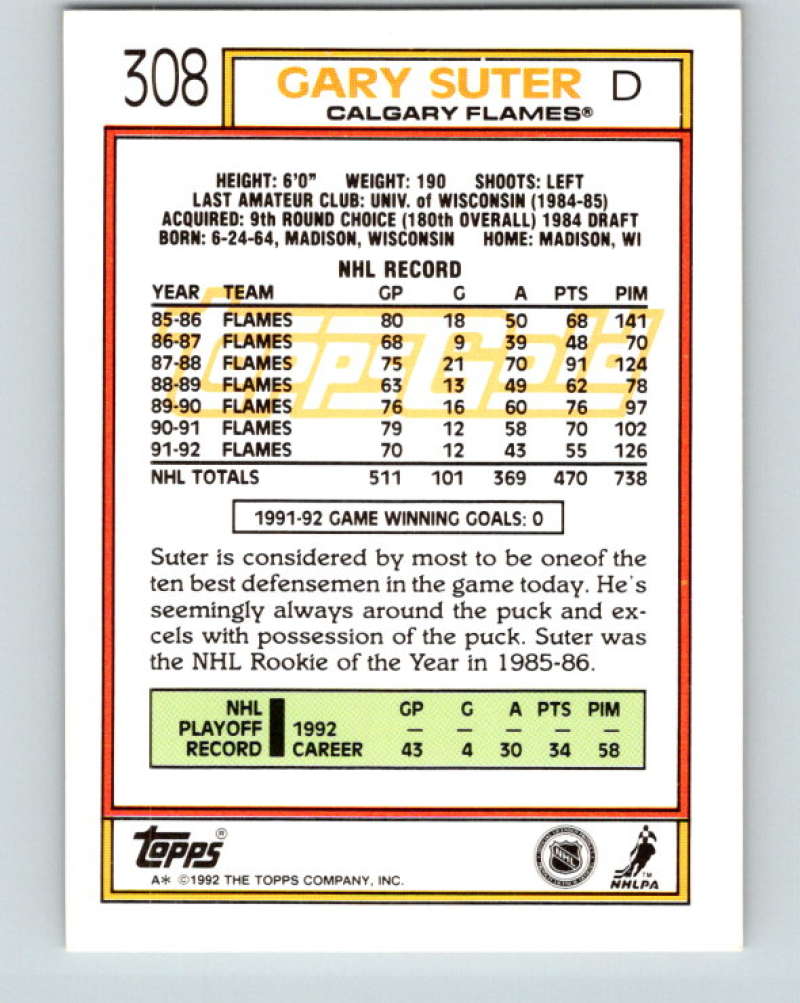 308
GARY SUTER D
CALGARY FLAMES®
HEIGHT: 6'0" WEIGHT: 190 SHOOTS: LEFT
LAST AMATEUR CLUB: UNIV. of WISCONSIN (1984-85)
ACQUIRED: 9th ROUND CHOICE (180th OVERALL) 1984 DRAFT
BORN: 6-24-64, MADISON, WISCONSIN HOME: MADISON, WI
NHL RECORD
YEAR TEAM GP G A PTS PIM
85-86 FLAMES 80 18 50 68 141
86-87 FLAMES 68 9 39 48 70
87-88 FLAMES 75 21 70 91 124
88-89 FLAMES 63 13 49 62 78
89-90 FLAMES 76 16 60 76 97
90-91 FLAMES 79 12 58 70 102
91-92 FLAMES 70 12 43 55 126
NHL TOTALS 511 101 369 470 738
Topps Gold
1991-92 GAME WINNING GOALS: 0
Suter is considered by most to be oneof the
ten best defensemen in the game today. He's
seemingly always around the puck and ex-
cels with possession of the puck. Suter was
the NHL Rookie of the Year in 1985-86.
NHL GP G A PTS PIM
PLAYOFF 1992 — — — — —
RECORD CAREER 43 4 30 34 58
TOPPS®
A* ©1992 THE TOPPS COMPANY, INC.
NHL
NHLPA™